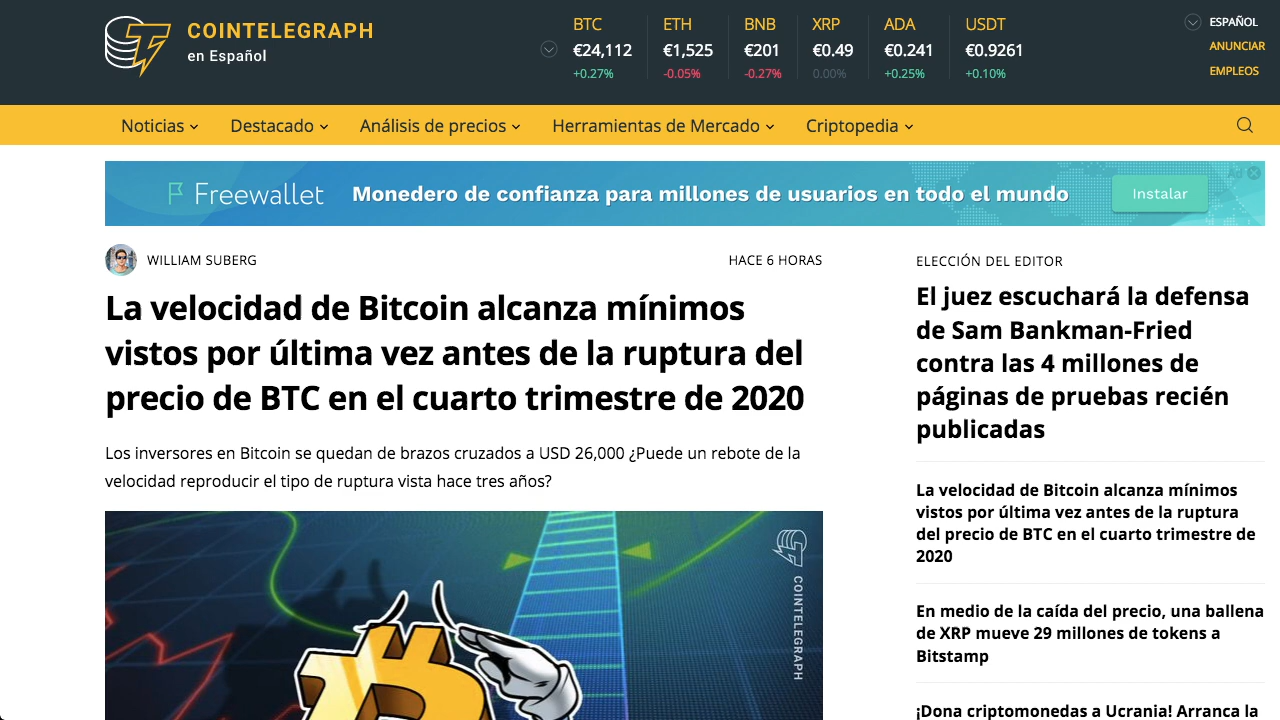 COINTELEGRAPH
en Español
BTC
€24,112
+0.27%
ETH
€1,525
-0.05%
BNB
€201
-0.27%
XRP
€0.49
0.00%
ADA
€0.241
+0.25%
USDT
€0.9261
+0.10%
ESPAÑOL
ANUNCIAR
EMPLEOS
Noticias
Destacado
Análisis de precios
Herramientas de Mercado
Criptopedia
Freewallet
Monedero de confianza para millones de usuarios en todo el mundo
Instalar
WILLIAM SUBERG
HACE 6 HORAS
La velocidad de Bitcoin alcanza mínimos
vistos por última vez antes de la ruptura del
precio de BTC en el cuarto trimestre de 2020
Los inversores en Bitcoin se quedan de brazos cruzados a USD 26,000 ¿Puede un rebote de la
velocidad reproducir el tipo de ruptura vista hace tres años?
COINTELEGRAPH
ELECCIÓN DEL EDITOR
El juez escuchará la defensa
de Sam Bankman-Fried
contra las 4 millones de
páginas de pruebas recién
publicadas
La velocidad de Bitcoin alcanza mínimos
vistos por última vez antes de la ruptura
del precio de BTC en el cuarto trimestre de
2020
En medio de la caída del precio, una ballena
de XRP mueve 29 millones de tokens a
Bitstamp
¡Dona criptomonedas a Ucrania! Arranca la